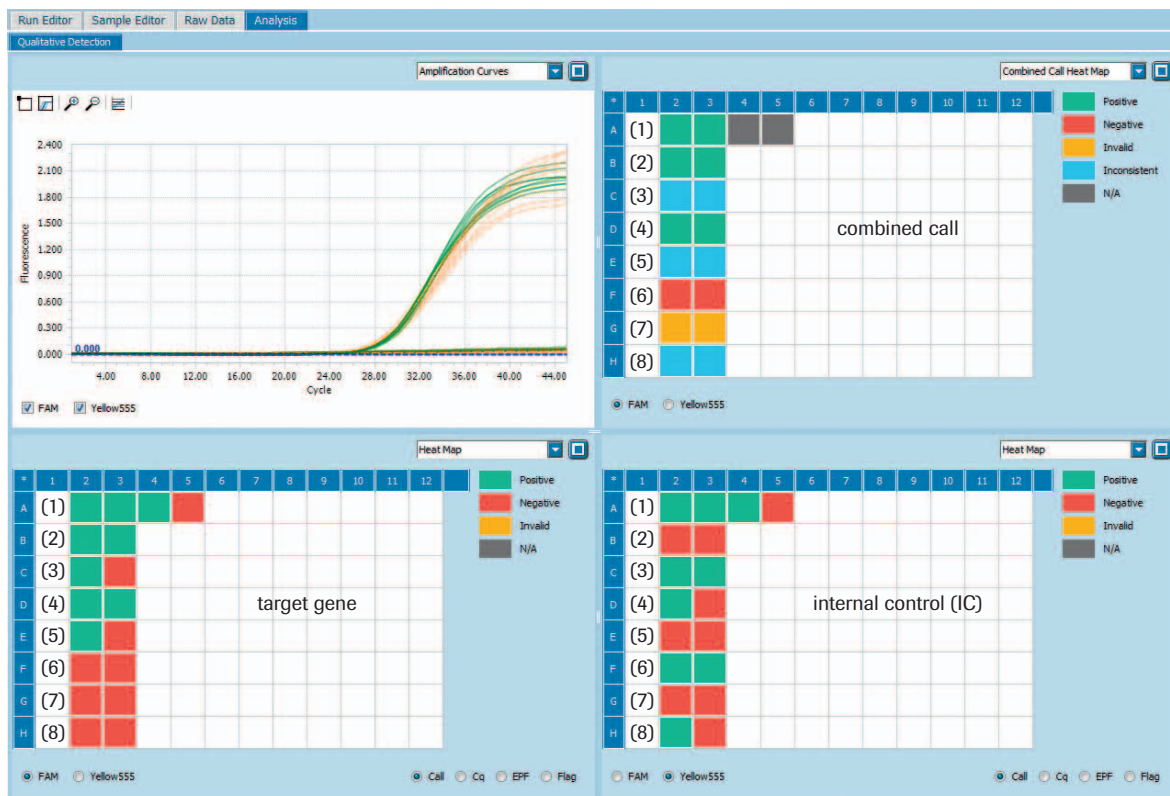 Run Editor Sample Editor Raw Data Analysis
Qualitative Detection
Amplification Curves
2.400
2.100
1.800
1.500
1.200
0.900
0.600
0.300
0.000
Fluorescence
0.000
4.00 8.00 12.00 16.00 20.00 24.00 28.00 32.00 36.00 40.00 44.00
Cycle
FAM Yellow555
Combined Call Heat Map
* 1 2 3 4 5 6 7 8 9 10 11 12
A (1)
B (2)
C (3)
D (4)
E (5)
F (6)
G (7)
H (8)
combined call
Positive
Negative
Invalid
Inconsistent
N/A
FAM Yellow555
Heat Map
* 1 2 3 4 5 6 7 8 9 10 11 12
A (1)
B (2)
C (3)
D (4)
E (5)
F (6)
G (7)
H (8)
target gene
Positive
Negative
Invalid
N/A
FAM Yellow555 Call Cq EPF Flag
Heat Map
* 1 2 3 4 5 6 7 8 9 10 11 12
A (1)
B (2)
C (3)
D (4)
E (5)
F (6)
G (7)
H (8)
internal control (IC)
Positive
Negative
Invalid
N/A
FAM Yellow555 Call Cq EPF Flag